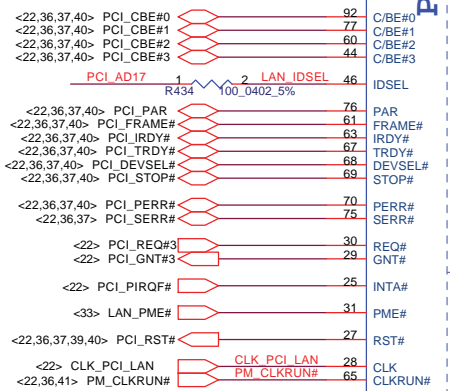 <22,36,37,40> PCI_CBE#0 92 C/BE#0
<22,36,37,40> PCI_CBE#1 77 C/BE#1
<22,36,37,40> PCI_CBE#2 60 C/BE#2
<22,36,37,40> PCI_CBE#3 44 C/BE#3
PCI_AD17 1 2 LAN_IDSEL 46 IDSEL
R434 100_0402_5%
<22,36,37,40> PCI_PAR 76 PAR
<22,36,37,40> PCI_FRAME# 61 FRAME#
<22,36,37,40> PCI_IRDY# 63 IRDY#
<22,36,37,40> PCI_TRDY# 67 TRDY#
<22,36,37,40> PCI_DEVSEL# 68 DEVSEL#
<22,36,37,40> PCI_STOP# 69 STOP#
<22,36,37,40> PCI_PERR# 70 PERR#
<22,36,37> PCI_SERR# 75 SERR#
<22> PCI_REQ#3 30 REQ#
<22> PCI_GNT#3 29 GNT#
<22> PCI_PIRQF# 25 INTA#
<33> LAN_PME# 31 PME#
<22,36,37,39,40> PCI_RST# 27 RST#
<22> CLK_PCI_LAN CLK_PCI_LAN 28 CLK
<22,36,41> PM_CLKRUN# PM_CLKRUN# 65 CLKRUN#